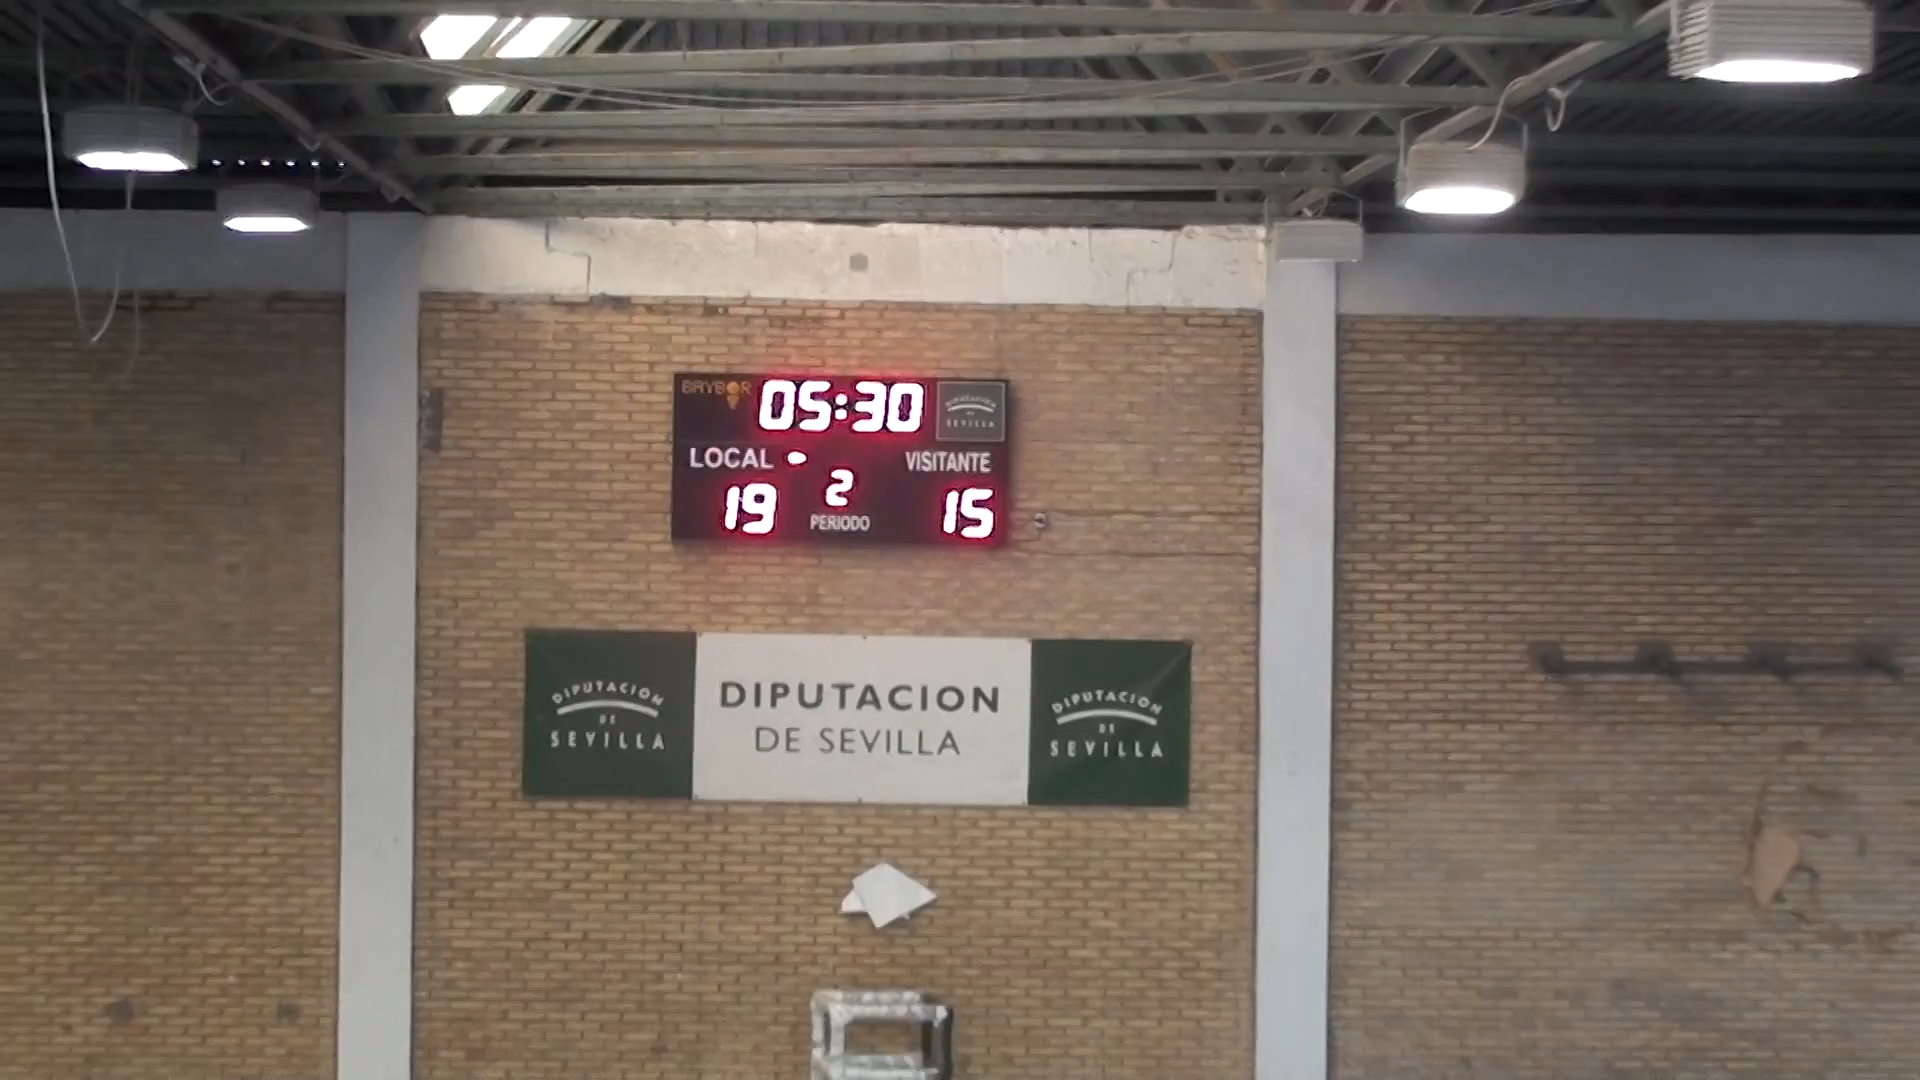 BAYBOR
05:30
DIPUTACION
DE
SEVILLA
LOCAL
VISITANTE
19
2
15
PERIODO
DIPUTACION
DE
SEVILLA
DIPUTACION
DE SEVILLA
DIPUTACION
DE
SEVILLA